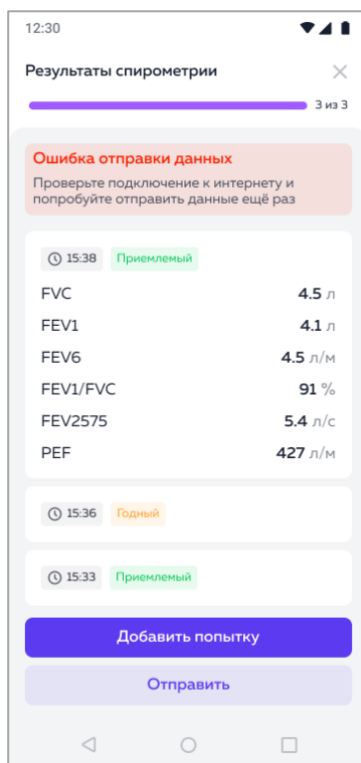 12:30
Результаты спирометрии
3 из 3
Ошибка отправки данных
Проверьте подключение к интернету и
попробуйте отправить данные ещё раз
15:38 Приемлемый
FVC 4.5 л
FEV1 4.1 л
FEV6 4.5 л/м
FEV1/FVC 91 %
FEV2575 5.4 л/с
PEF 427 л/м
15:36 Годный
15:33 Приемлемый
Добавить попытку
Отправить